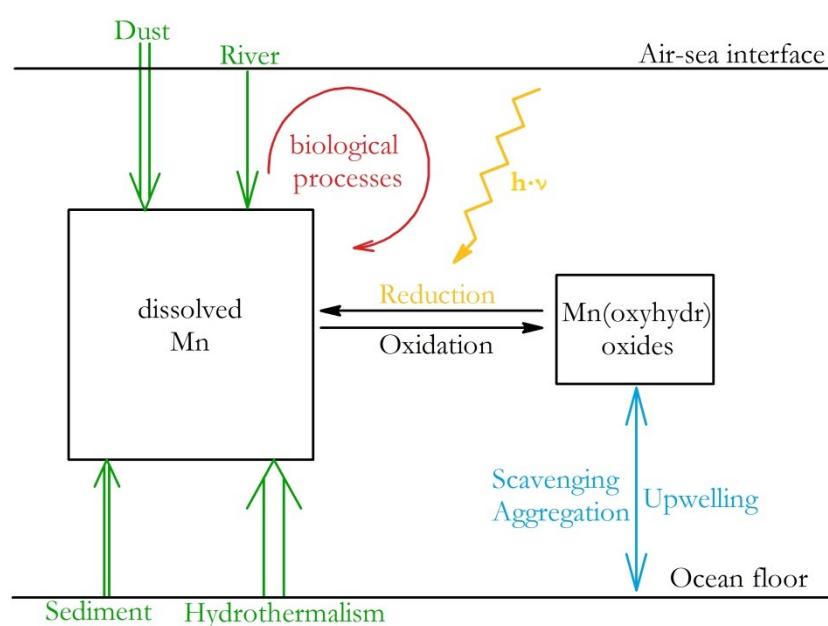 Dust
River
Air-sea interface
biological
processes
h·ν
dissolved
Mn
Reduction
Oxidation
Mn(oxyhydr)
oxides
Scavenging
Aggregation
Upwelling
Ocean floor
Sediment
Hydrothermalism